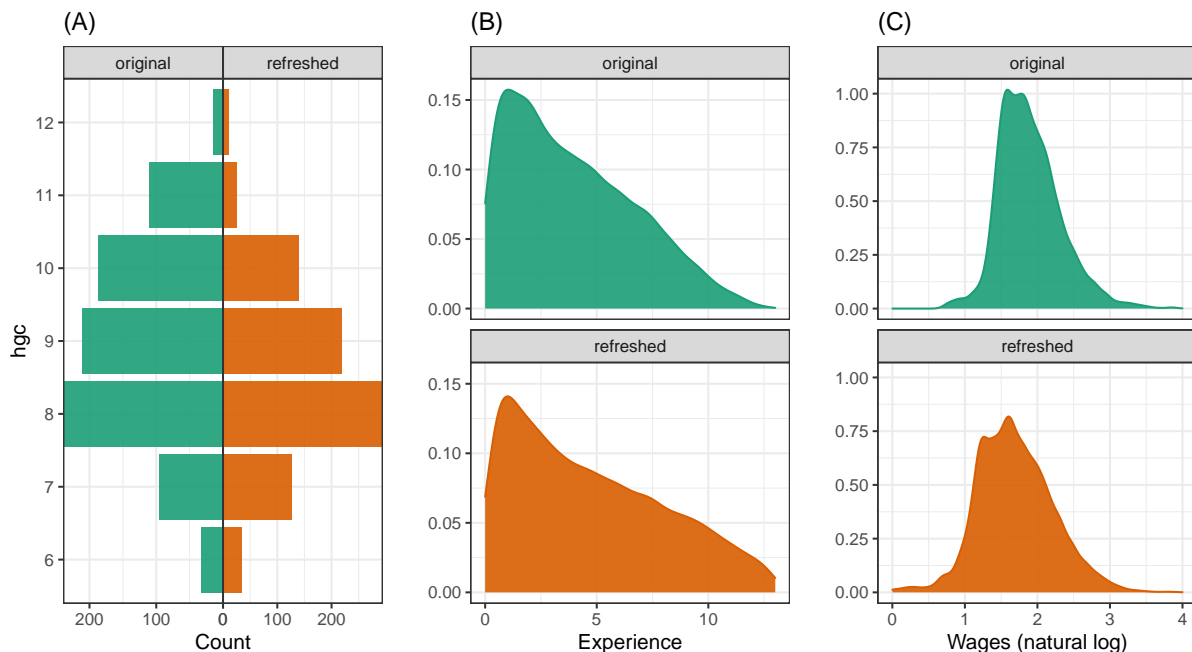 (A)
original refreshed
12
11
10
9
8
7
6
hgc
200 100 0 100 200
Count
(B)
original
0.15
0.10
0.05
0.00
refreshed
0.15
0.10
0.05
0.00
0 5 10
Experience
(C)
original
1.00
0.75
0.50
0.25
0.00
refreshed
1.00
0.75
0.50
0.25
0.00
0 1 2 3 4
Wages (natural log)